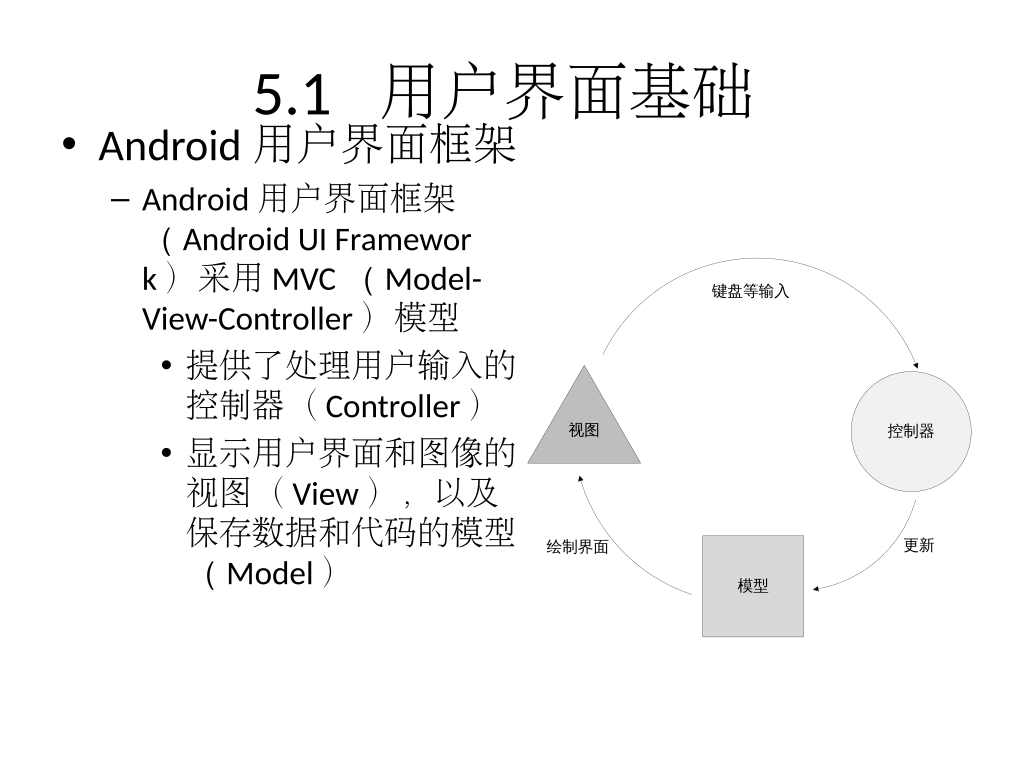 5.1 用户界面基础
• Android 用户界面框架
– Android 用户界面框架
（ Android UI Framewor
k ） 采用 MVC （ Model-
View-Controller ） 模型
• 提供了处理用户输入的
控制器 （ Controller ）
• 显示用户界面和图像的
视图 （ View ） ， 以及
保存数据和代码的模型
（ Model ）
键盘等输入
视图
控制器
绘制界面
更新
模型